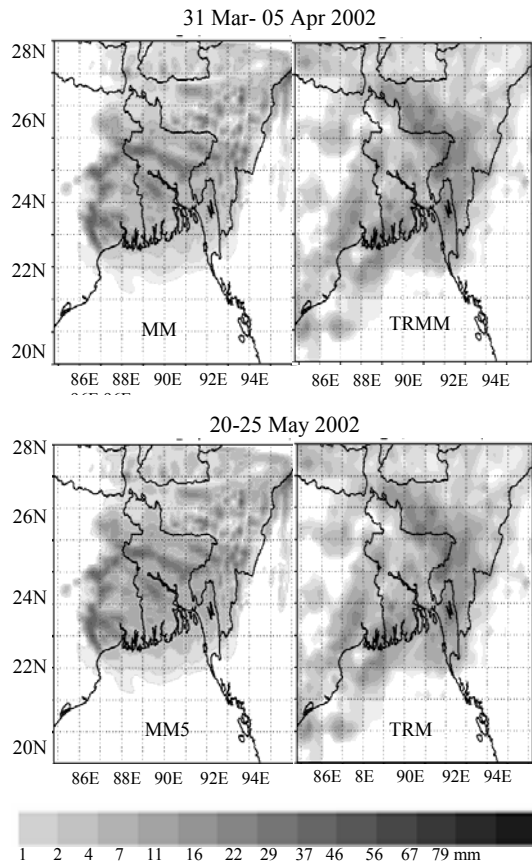 31 Mar- 05 Apr 2002
28N
26N
24N
22N
20N
MM
TRMM
86E 88E 90E 92E 94E
86E 88E 90E 92E 94E
20-25 May 2002
28N
26N
24N
22N
20N
MM5
TRM
86E 88E 90E 92E 94E
86E 8E 90E 92E 94E
1 2 4 7 11 16 22 29 37 46 56 67 79 mm